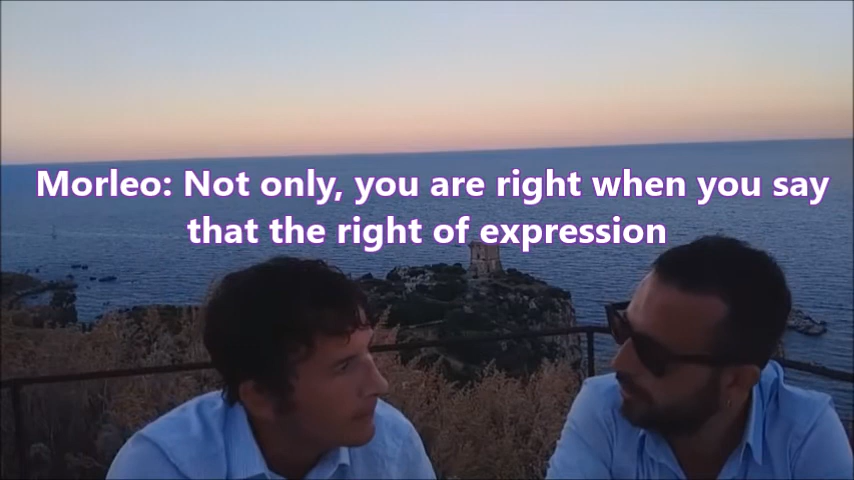 Morleo: Not only, you are right when you say
that the right of expression